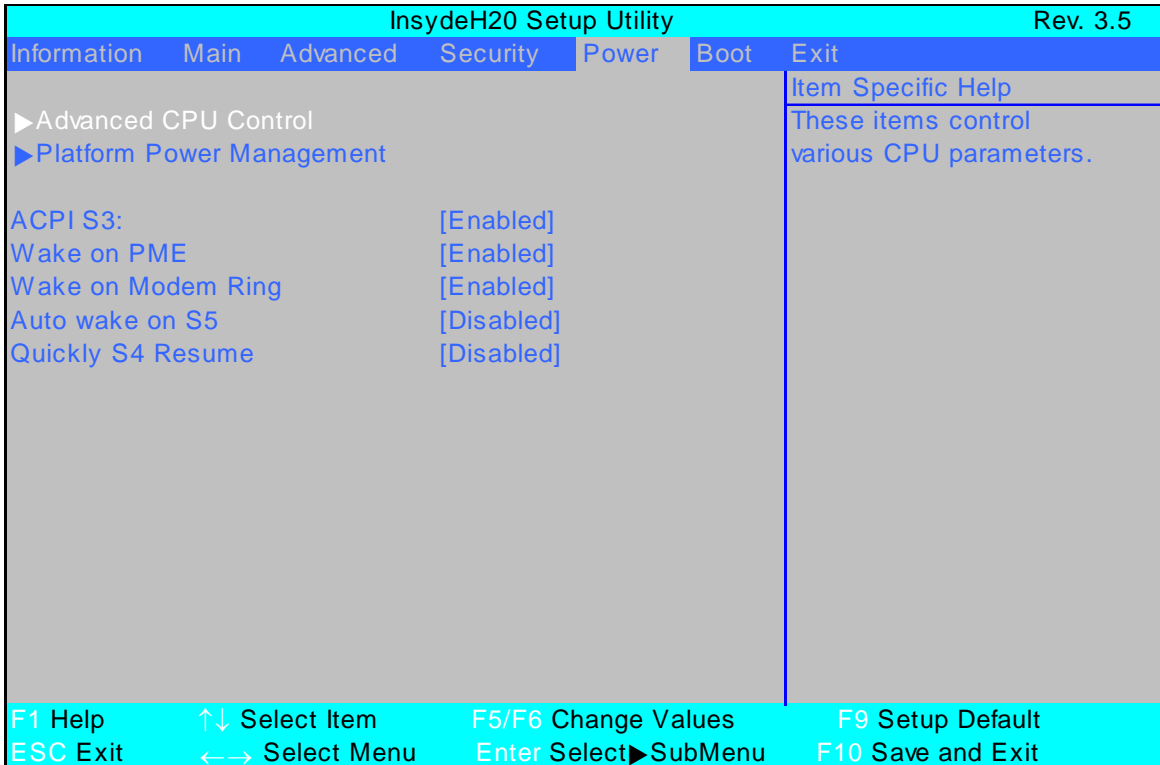 InsydeH20 Setup Utility Rev. 3.5
Information Main Advanced Security Power Boot Exit
Item Specific Help
▶Advanced CPU Control
▶Platform Power Management
These items control
various CPU parameters.
ACPI S3: [Enabled]
Wake on PME [Enabled]
Wake on Modem Ring [Enabled]
Auto wake on S5 [Disabled]
Quickly S4 Resume [Disabled]
F1 Help ↑↓ Select Item F5/F6 Change Values F9 Setup Default
ESC Exit ←→ Select Menu Enter Select▶SubMenu F10 Save and Exit